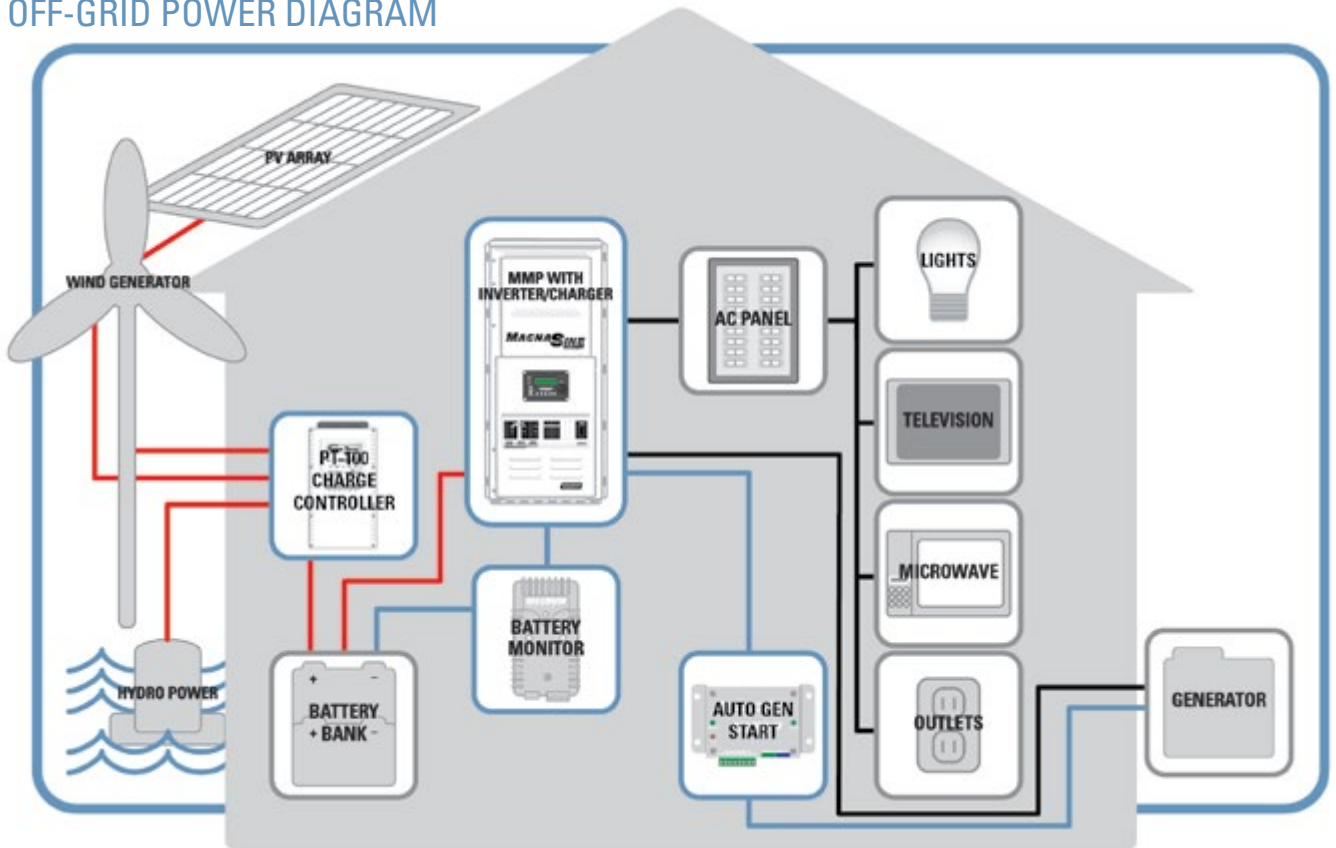 OFF-GRID POWER DIAGRAM
PV ARRAY
WIND GENERATOR
MMP WITH
INVERTER/CHARGER
MAGNASINE
AC PANEL
LIGHTS
TELEVISION
MICROWAVE
OUTLETS
PT-100
CHARGE
CONTROLLER
BATTERY
MONITOR
HYDRO POWER
+ -
BATTERY
+ BANK -
AUTO GEN
START
GENERATOR